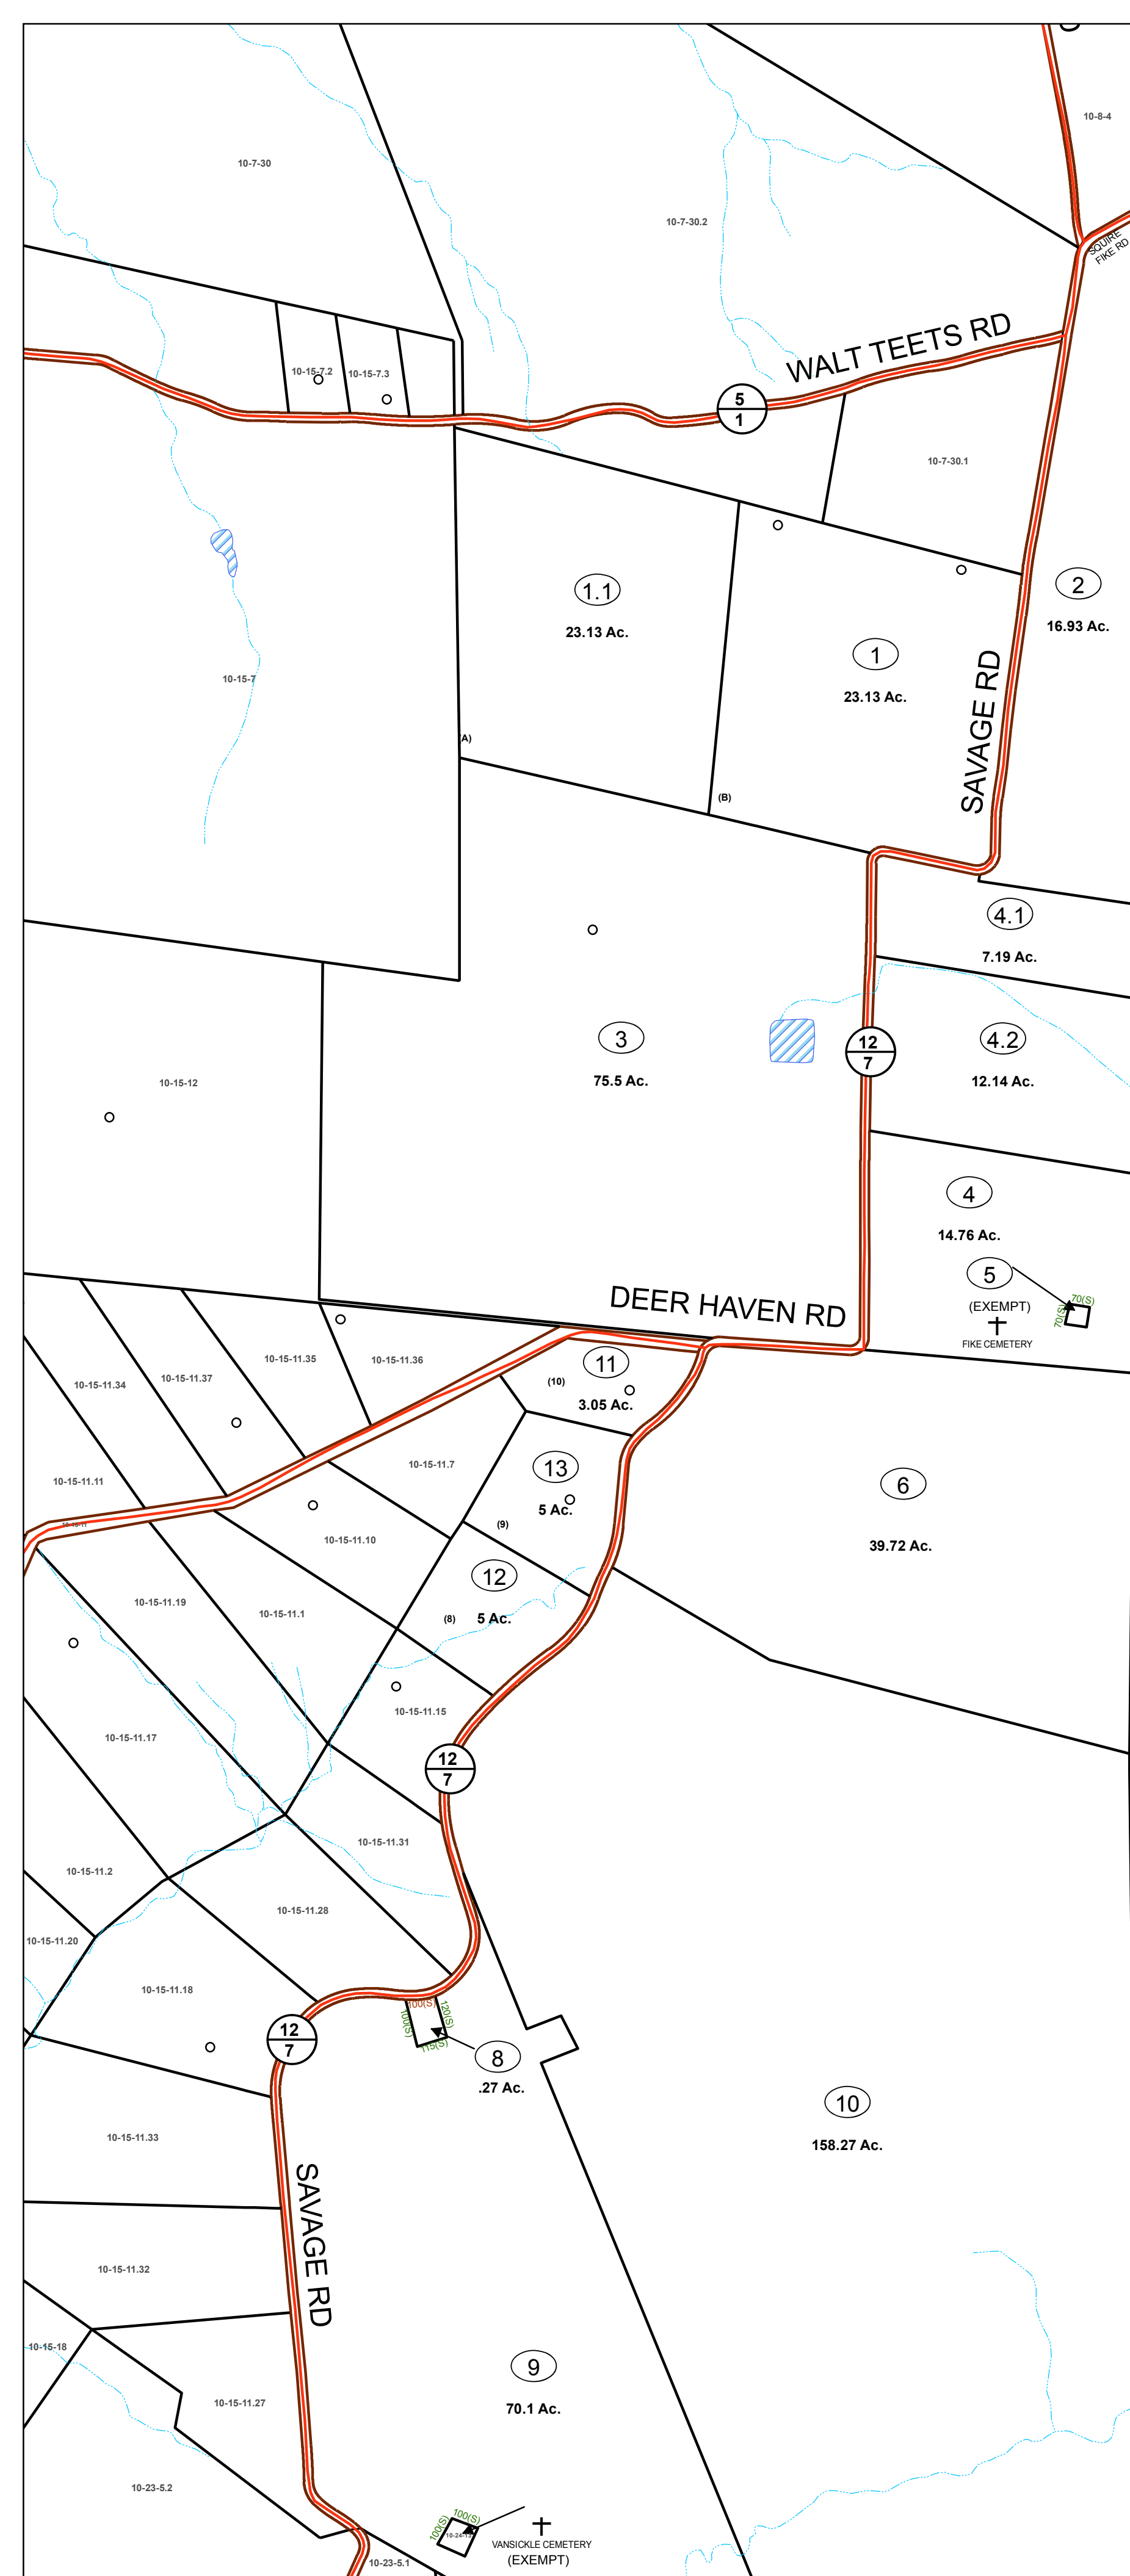 10-8-4
10-7-30
10-7-30.2
SQUIRE
FIKE RD
WALT TEETS RD
10-15-7.2
10-15-7.3
5
1
10-7-30.1
1.1
23.13 Ac.
2
16.93 Ac.
1
23.13 Ac.
SAVAGE RD
10-15-7
(A)
(B)
4.1
7.19 Ac.
3
75.5 Ac.
12
7
4.2
12.14 Ac.
10-15-12
4
14.76 Ac.
5
(EXEMPT)
FIKE CEMETERY
70(S)
70(S)
DEER HAVEN RD
10-15-11.35
10-15-11.36
11
(10)
3.05 Ac.
10-15-11.34
10-15-11.37
10-15-11.7
13
5 Ac.
(9)
6
39.72 Ac.
10-15-11.11
10-15-11
10-15-11.10
12
(8)
5 Ac.
10-15-11.19
10-15-11.1
10-15-11.15
10-15-11.17
12
7
10-15-11.31
10-15-11.2
10-15-11.28
10-15-11.20
10-15-11.18
100(S)
100(S)
120(S)
115(S)
12
7
8
.27 Ac.
10
158.27 Ac.
10-15-11.33
SAVAGE RD
10-15-11.32
10-15-18
9
70.1 Ac.
10-15-11.27
10-23-5.2
100(S)
100(S)
VANSICKLE CEMETERY
(EXEMPT)
10-23-5.1